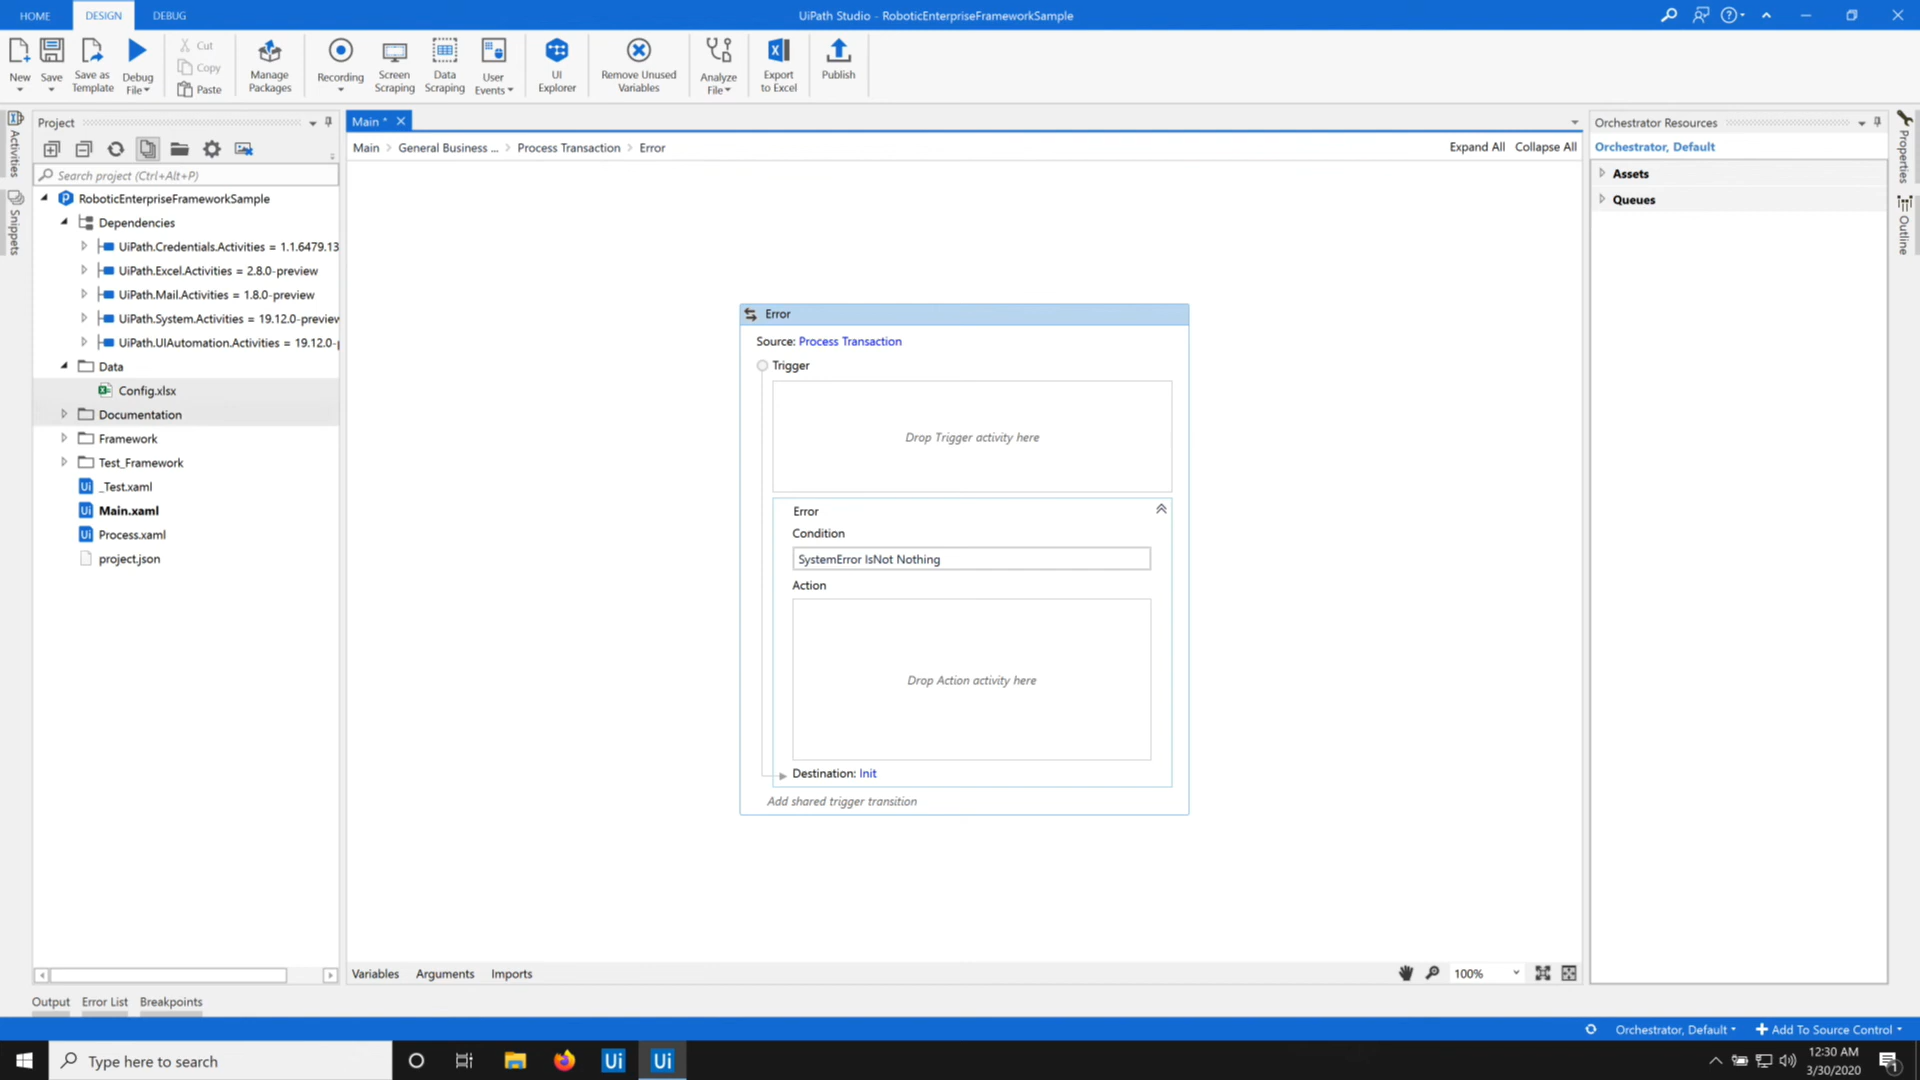 HOME DESIGN DEBUG
UiPath Studio - RoboticEnterpriseFrameworkSample
New
Save
Save as Template
Debug File
Cut
Copy
Paste
Manage Packages
Recording
Screen Scraping
Data Scraping
User Events
UI Explorer
Remove Unused Variables
Analyze File
Export to Excel
Publish
Activities
Snippets
Project
Search project (Ctrl+Alt+P)
RoboticEnterpriseFrameworkSample
Dependencies
UiPath.Credentials.Activities = 1.1.6479.13
UiPath.Excel.Activities = 2.8.0-preview
UiPath.Mail.Activities = 1.8.0-preview
UiPath.System.Activities = 19.12.0-preview
UiPath.UIAutomation.Activities = 19.12.0-
Data
Config.xlsx
Documentation
Framework
Test_Framework
_Test.xaml
Main.xaml
Process.xaml
project.json
Main *
Main > General Business ... > Process Transaction > Error
Expand All Collapse All
Error
Source: Process Transaction
Trigger
Drop Trigger activity here
Error
Condition
SystemError IsNot Nothing
Action
Drop Action activity here
Destination: Init
Add shared trigger transition
Variables Arguments Imports
100%
Orchestrator Resources
Orchestrator, Default
Assets
Queues
Properties
Outline
Output Error List Breakpoints
Orchestrator, Default
Add To Source Control
Type here to search
Ui
Ui
12:30 AM
3/30/2020
1